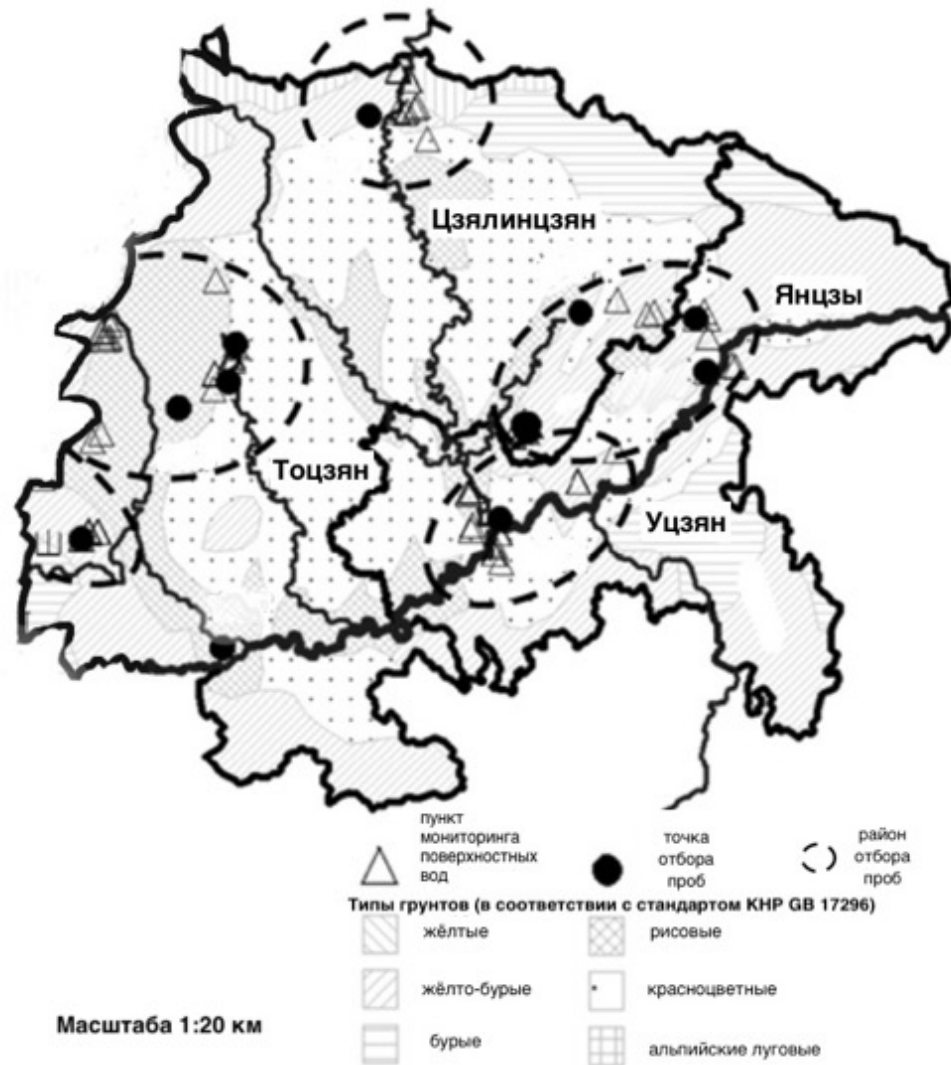 Цзялинцзян
Янцзы
Тоцзян
Уцзян
пункт
мониторинга
поверхностных
вод
точка
отбора
проб
район
отбора
проб
Типы грунтов (в соответствии с стандартом КНР GB 17296)
жёлтые
рисовые
жёлто-бурые
красноцветные
бурые
альпийские луговые
Масштаба 1:20 км